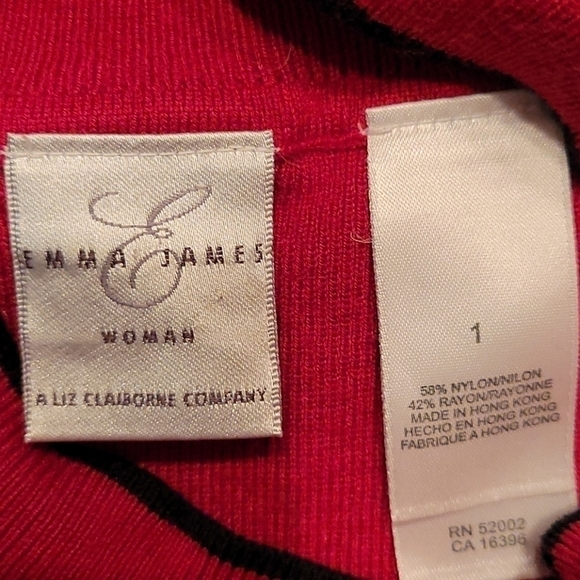 E
EMMA JAMES
WOMAN
A LIZ CLAIBORNE COMPANY
1
58% NYLON/NILON
42% RAYON/RAYONNE
MADE IN HONG KONG
HECHO EN HONG KONG
FABRIQUE A HONG KONG
RN 52002
CA 16396